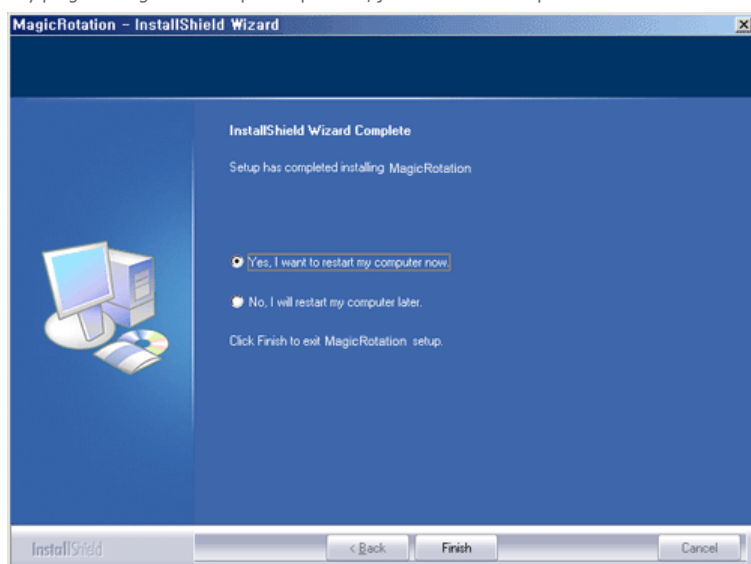 MagicRotation - InstallShield Wizard
InstallShield Wizard Complete
Setup has completed installing MagicRotation
Yes, I want to restart my computer now.
No, I will restart my computer later.
Click Finish to exit MagicRotation setup.
InstallShield
< Back Finish Cancel